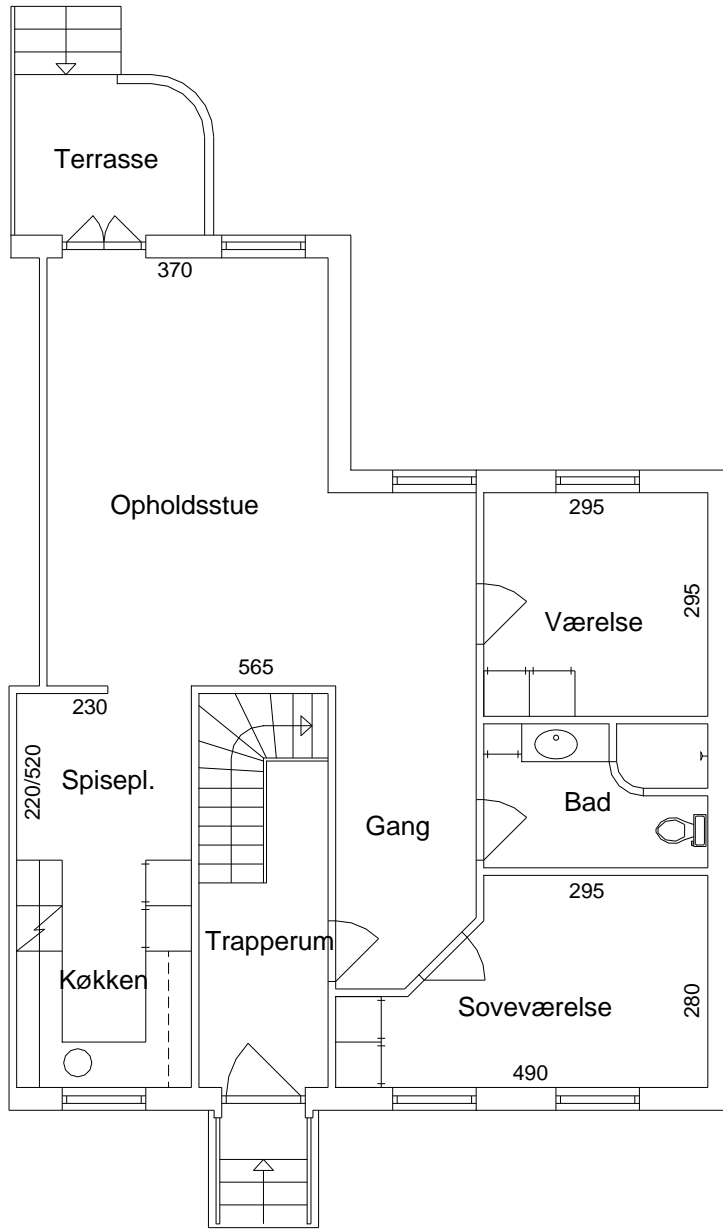 Terrasse
370
Opholdsstue
295
295
Værelse
565
230
220/520
Spisepl.
Bad
Gang
295
Trapperum
Køkken
Soveværelse
280
490